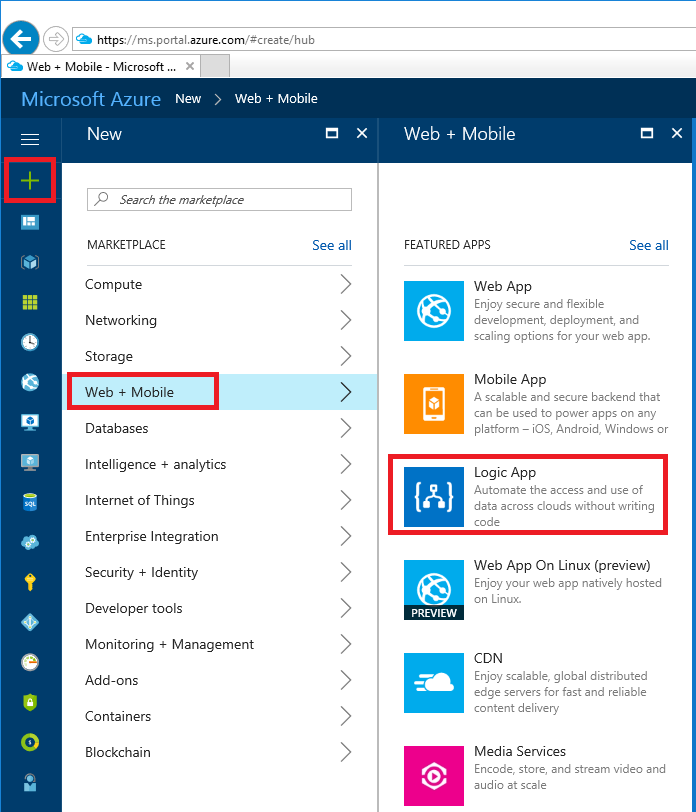 https://ms.portal.azure.com/#create/hub
Web + Mobile - Microsoft ...
Microsoft Azure New Web + Mobile
New
Search the marketplace
MARKETPLACE See all
Compute
Networking
Storage
Web + Mobile
Databases
Intelligence + analytics
Internet of Things
Enterprise Integration
Security + Identity
Developer tools
Monitoring + Management
Add-ons
Containers
Blockchain
Web + Mobile
FEATURED APPS See all
Web App
Enjoy secure and flexible
development, deployment, and
scaling options for your web app.
Mobile App
A scalable and secure backend that
can be used to power apps on any
platform – iOS, Android, Windows or
Logic App
Automate the access and use of
data across clouds without writing
code
Web App On Linux (preview)
Enjoy your web app natively hosted
on Linux.
PREVIEW
CDN
Enjoy scalable, global distributed
edge servers for fast and reliable
content delivery
Media Services
Encode, store, and stream video and
audio at scale
SQL